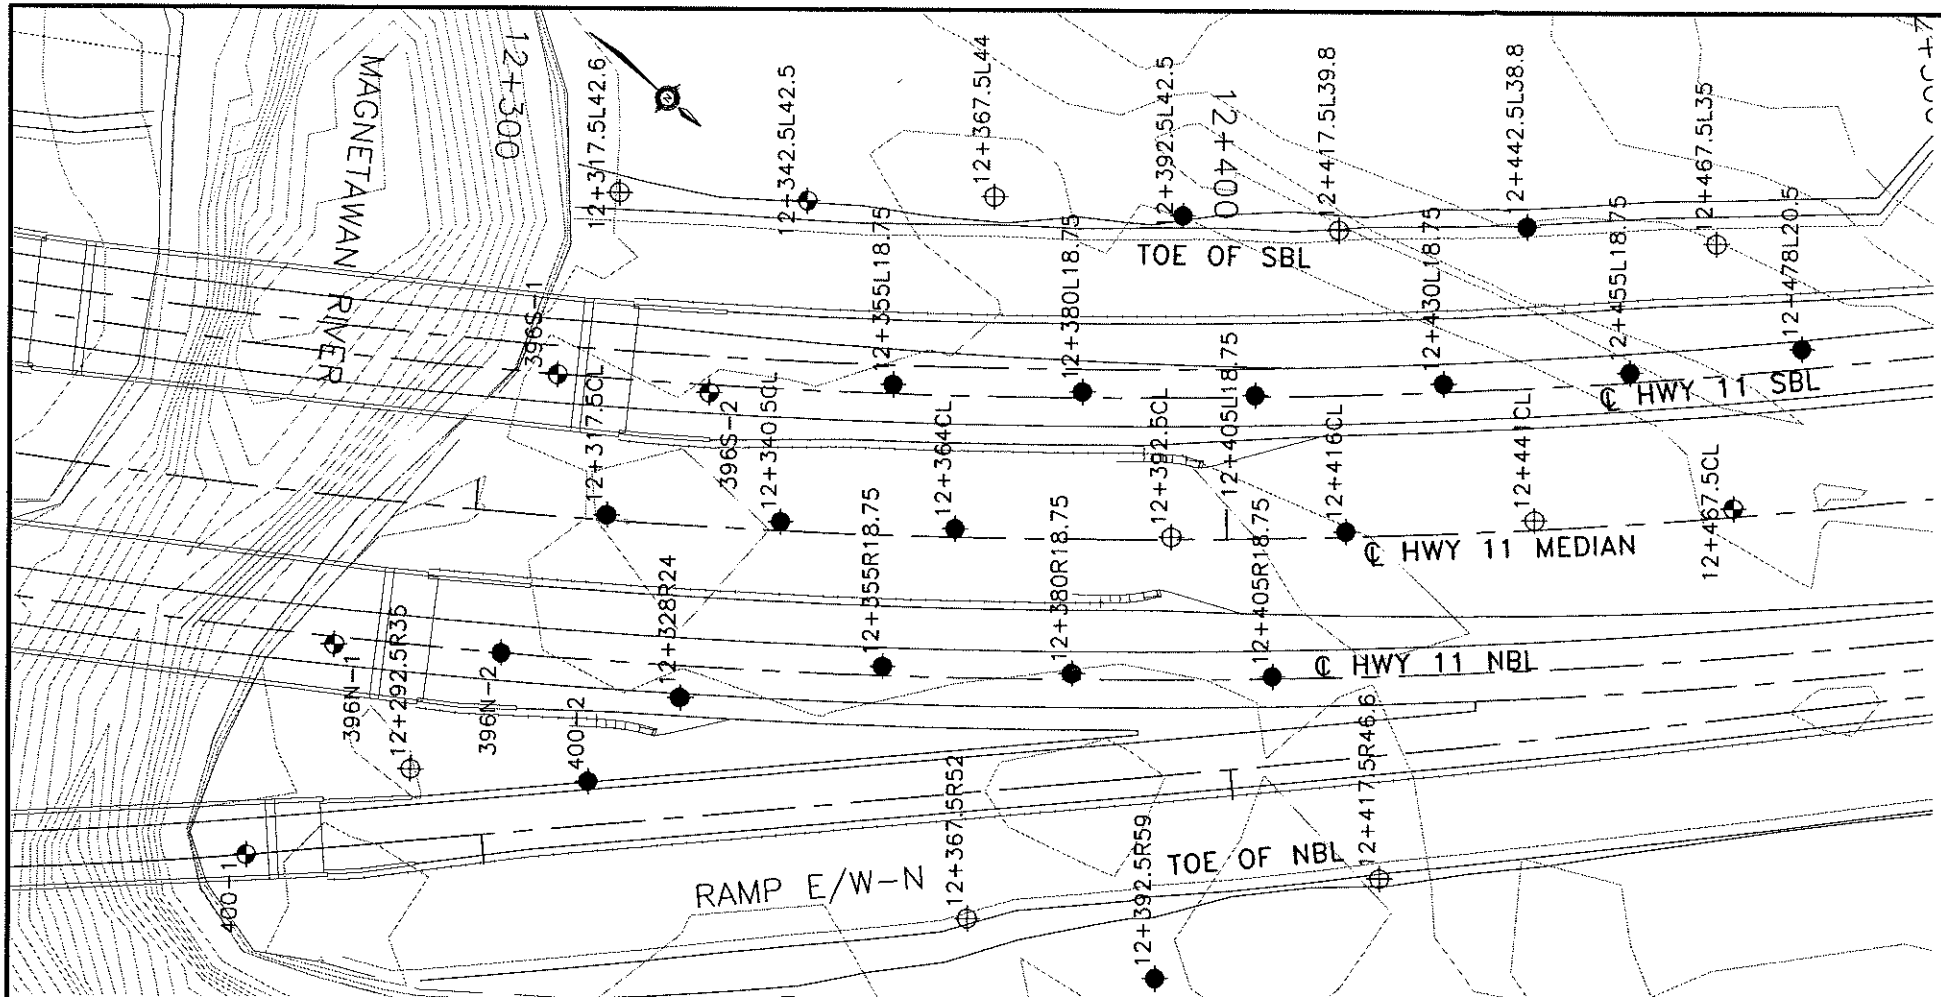 MAGNETAWAN RIVER
12+300
12+317.5L42.6
12+342.5L42.5
12+367.5L44
12+392.5L42.5
12+400
12+417.5L39.8
12+442.5L38.8
12+467.5L35
12+478L20.5
TOE OF SBL
396S-1
396S-2
12+355L18.75
12+380L18.75
12+405L18.75
12+430L18.75
12+455L18.75
℄ HWY 11 SBL
12+317.5CL
12+340.5CL
12+364CL
12+392.5CL
12+416CL
12+441CL
12+467.5CL
℄ HWY 11 MEDIAN
396N-1
12+292.5R35
396N-2
12+328R24
12+355R18.75
12+380R18.75
12+405R18.75
℄ HWY 11 NBL
400-1
400-2
RAMP E/W-N
12+367.5R52
12+392.5R59
12+417.5R46.6
TOE OF NBL